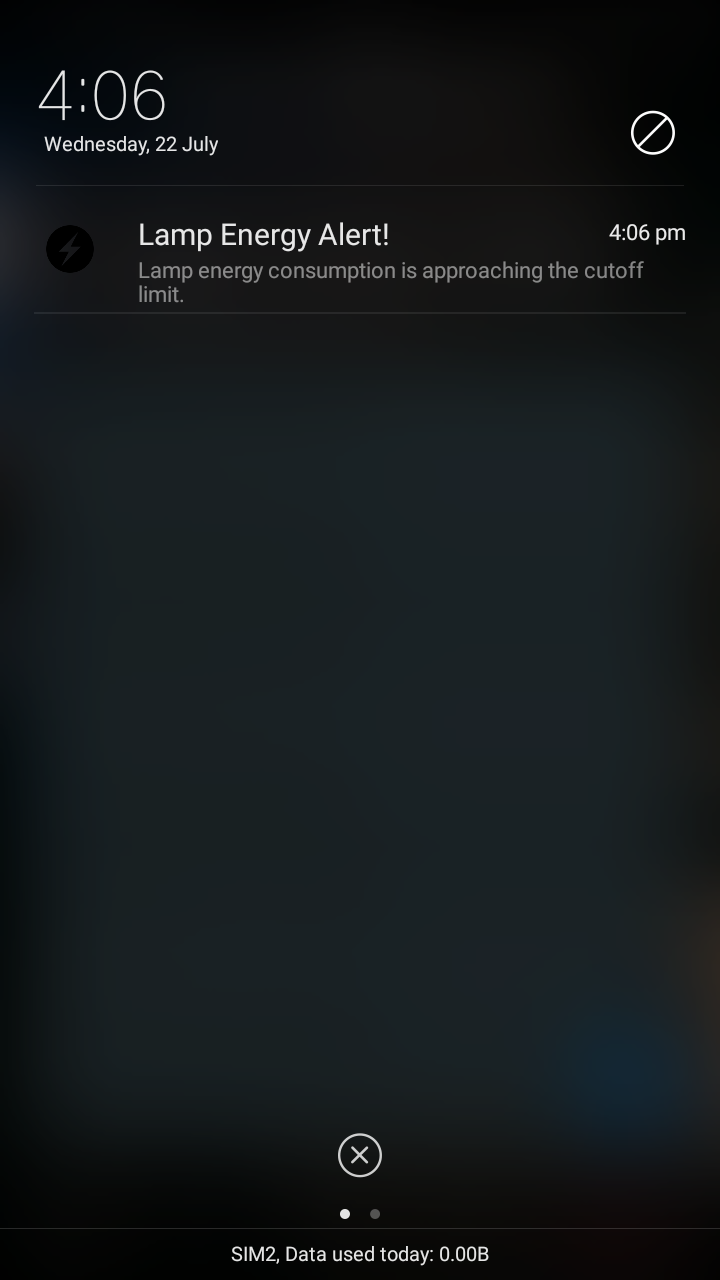 4:06
Wednesday, 22 July
Lamp Energy Alert!
4:06 pm
Lamp energy consumption is approaching the cutoff
limit.
SIM2, Data used today: 0.00B